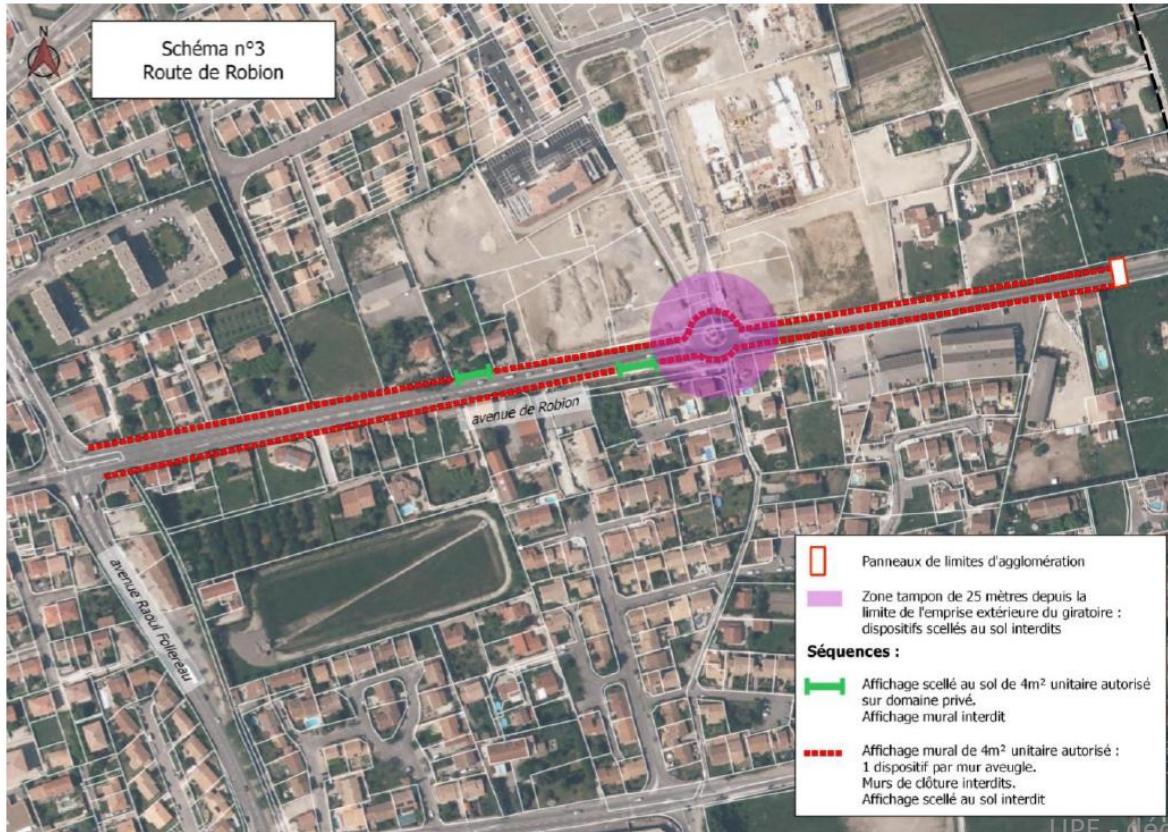 N
Schéma n°3
Route de Robion
avenue de Robion
avenue Raoul Follereau
Panneaux de limites d'agglomération
Zone tampon de 25 mètres depuis la
limite de l'emprise extérieure du giratoire :
dispositifs scellés au sol interdits
Séquences :
Affichage scellé au sol de 4m² unitaire autorisé
sur domaine privé.
Affichage mural interdit
Affichage mural de 4m² unitaire autorisé :
1 dispositif par mur aveugle.
Murs de clôture interdits.
Affichage scellé au sol interdit